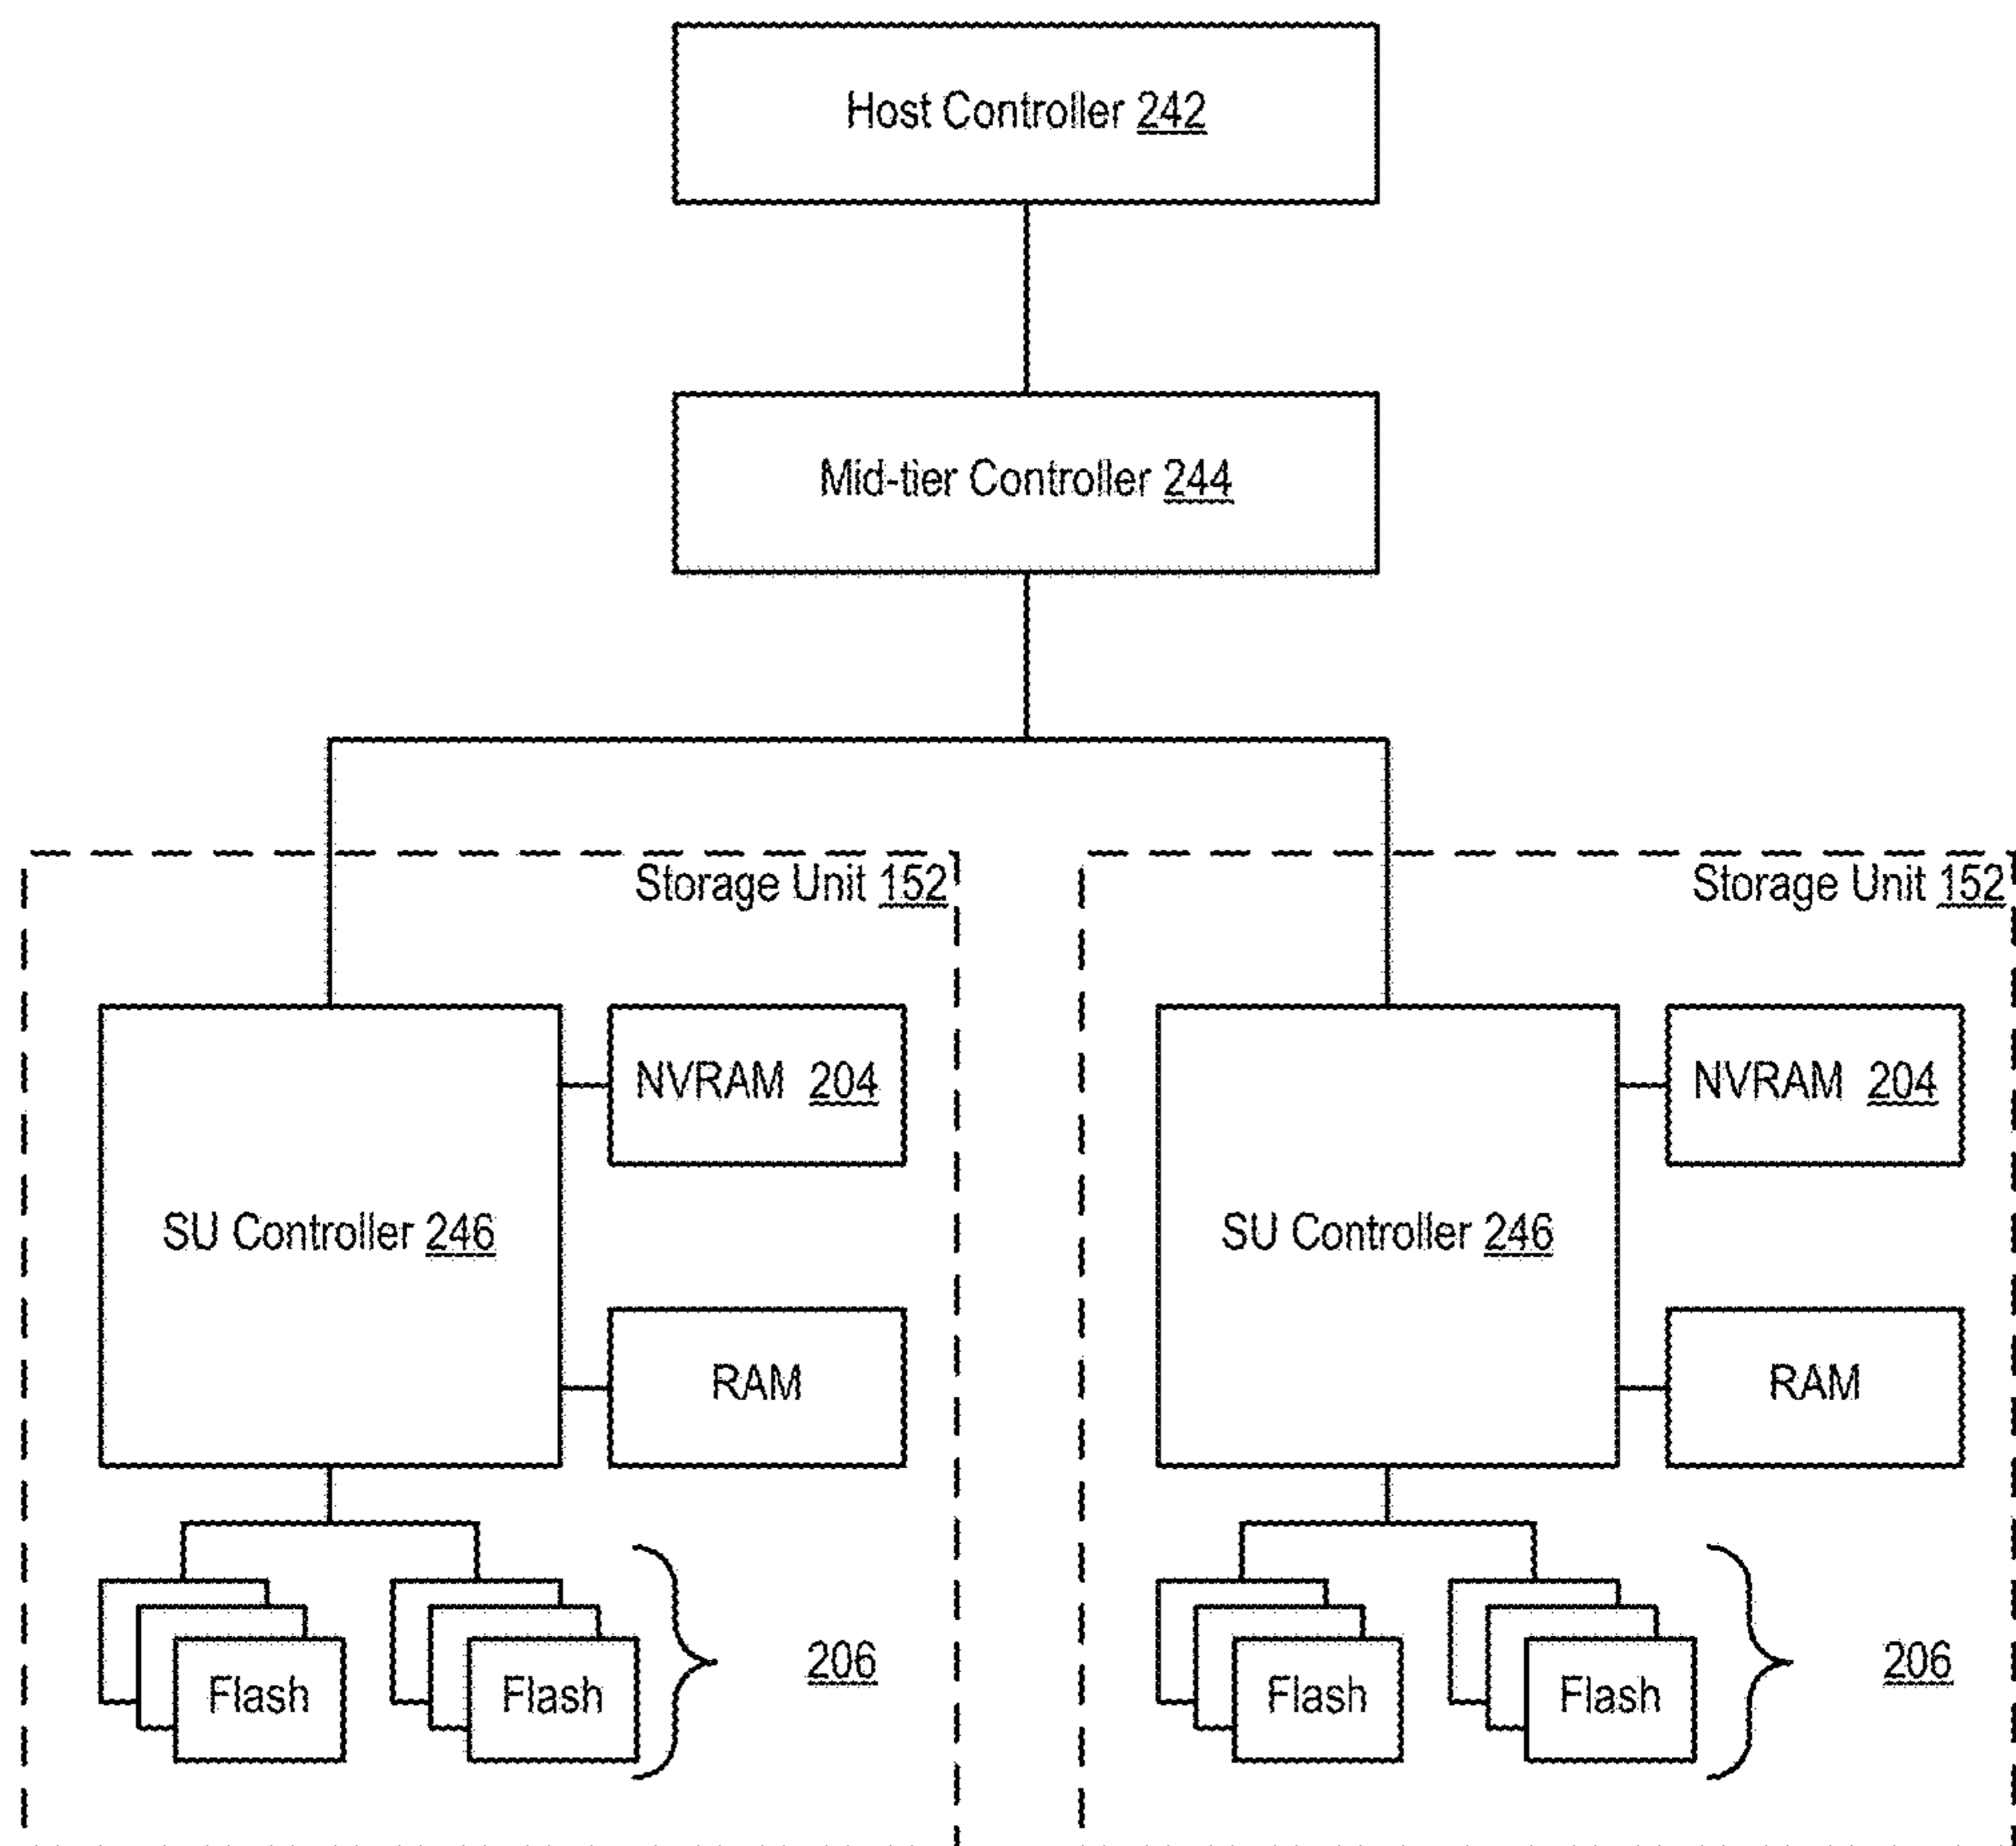 Host Controller 242
Mid-tier Controller 244
Storage Unit 152
Storage Unit 152
NVRAM 204
NVRAM 204
SU Controller 246
SU Controller 246
RAM
RAM
Flash
Flash
206
Flash
Flash
206